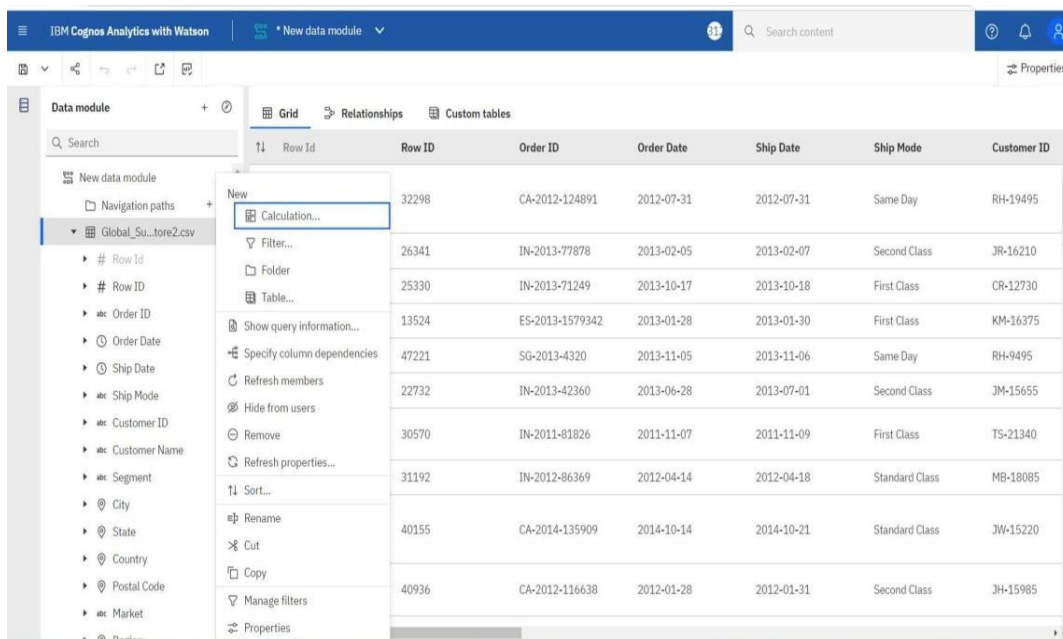 IBM Cognos Analytics with Watson
* New data module
Search content
Properties
Data module
Grid
Relationships
Custom tables
Search
New data module
Navigation paths
Global_Su...tore2.csv
# Row Id
# Row ID
abc Order ID
Order Date
Ship Date
abc Ship Mode
abc Customer ID
abc Customer Name
abc Segment
City
State
Country
Postal Code
abc Market
New
Calculation...
Filter...
Folder
Table...
Show query information...
Specify column dependencies
Refresh members
Hide from users
Remove
Refresh properties...
Sort...
Rename
Cut
Copy
Manage filters
Properties
Row Id Row ID Order ID Order Date Ship Date Ship Mode Customer ID
32298 CA-2012-124891 2012-07-31 2012-07-31 Same Day RH-19495
26341 IN-2013-77878 2013-02-05 2013-02-07 Second Class JR-16210
25330 IN-2013-71249 2013-10-17 2013-10-18 First Class CR-12730
13524 ES-2013-1579342 2013-01-28 2013-01-30 First Class KM-16375
47221 SG-2013-4320 2013-11-05 2013-11-06 Same Day RH-9495
22732 IN-2013-42360 2013-06-28 2013-07-01 Second Class JM-15655
30570 IN-2011-81826 2011-11-07 2011-11-09 First Class TS-21340
31192 IN-2012-86369 2012-04-14 2012-04-18 Standard Class MB-18085
40155 CA-2014-135909 2014-10-14 2014-10-21 Standard Class JW-15220
40936 CA-2012-116638 2012-01-28 2012-01-31 Second Class JH-15985